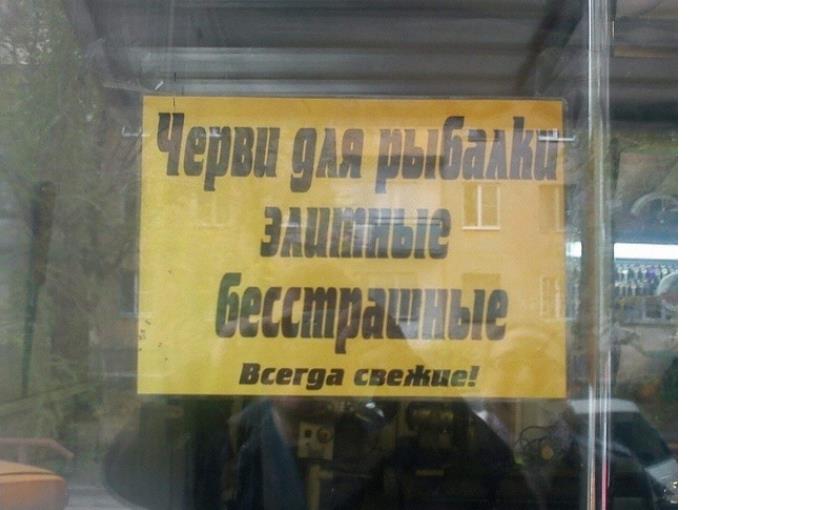 Черви для рыбалки
элитные
бесстрашные
Всегда свежие!